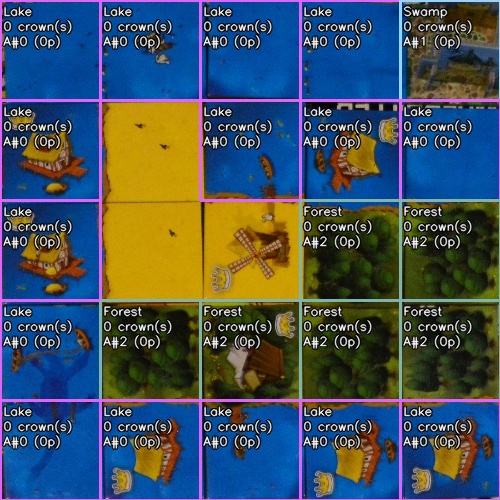 Lake
0 crown(s)
A#0 (0p)
Lake
0 crown(s)
A#0 (0p)
Lake
0 crown(s)
A#0 (0p)
Lake
0 crown(s)
A#0 (0p)
Swamp
0 crown(s)
A#1 (0p)
Lake
0 crown(s)
A#0 (0p)
Lake
0 crown(s)
A#0 (0p)
Lake
0 crown(s)
A#0 (0p)
Lake
0 crown(s)
A#0 (0p)
Lake
0 crown(s)
A#0 (0p)
Forest
0 crown(s)
A#2 (0p)
Forest
0 crown(s)
A#2 (0p)
Lake
0 crown(s)
A#0 (0p)
Forest
0 crown(s)
A#2 (0p)
Forest
0 crown(s)
A#2 (0p)
Forest
0 crown(s)
A#2 (0p)
Forest
0 crown(s)
A#2 (0p)
Lake
0 crown(s)
A#0 (0p)
Lake
0 crown(s)
A#0 (0p)
Lake
0 crown(s)
A#0 (0p)
Lake
0 crown(s)
A#0 (0p)
Lake
0 crown(s)
A#0 (0p)